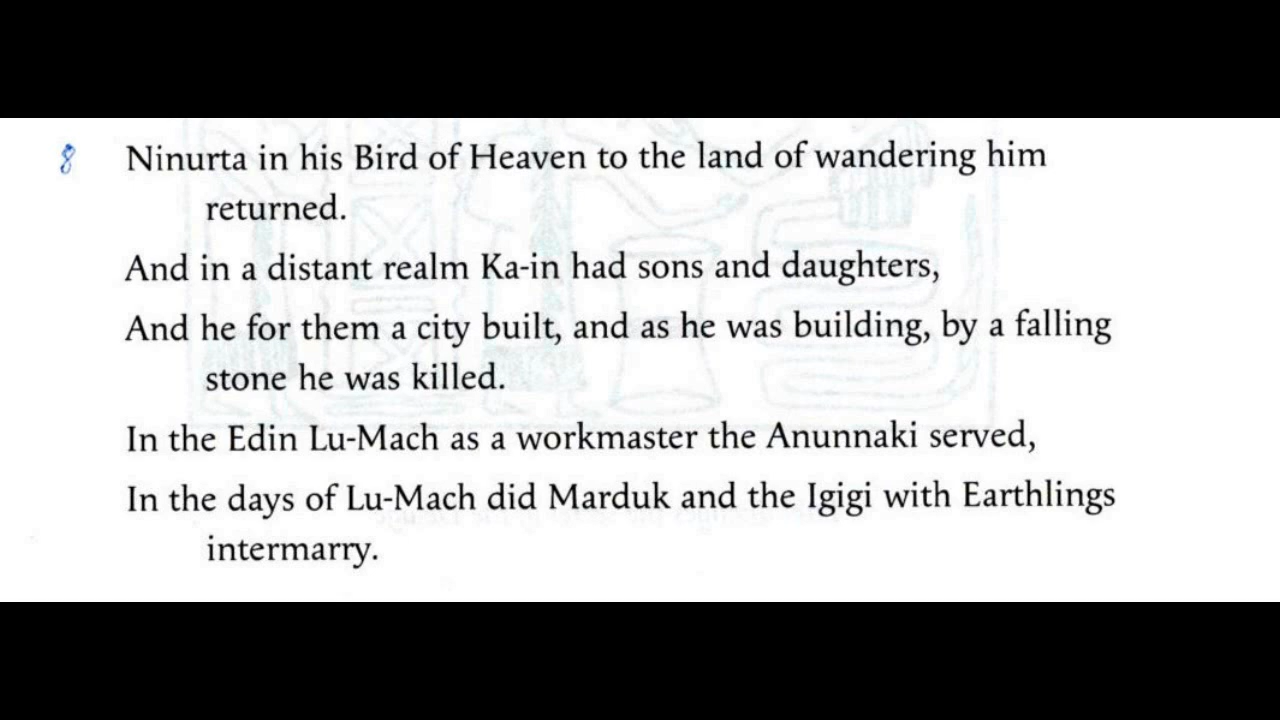 8 Ninurta in his Bird of Heaven to the land of wandering him
returned.
And in a distant realm Ka-in had sons and daughters,
And he for them a city built, and as he was building, by a falling
stone he was killed.
In the Edin Lu-Mach as a workmaster the Anunnaki served,
In the days of Lu-Mach did Marduk and the Igigi with Earthlings
intermarry.